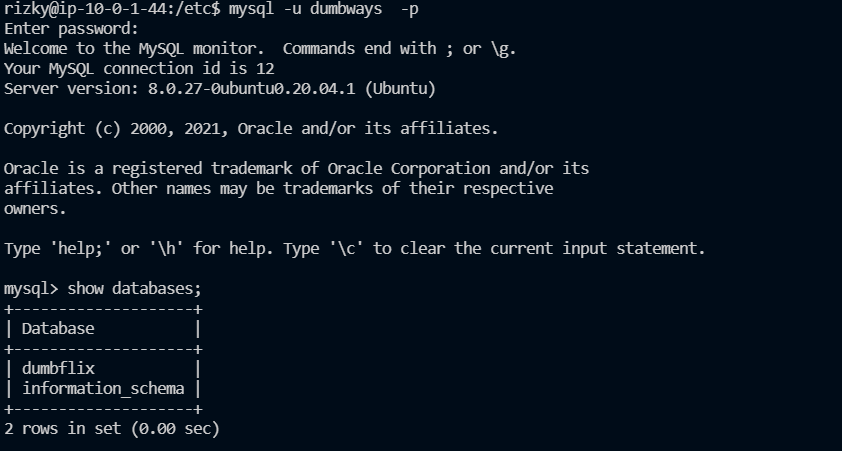 rizky@ip-10-0-1-44:/etc$ mysql -u dumbways  -p
Enter password:
Welcome to the MySQL monitor.  Commands end with ; or \g.
Your MySQL connection id is 12
Server version: 8.0.27-0ubuntu0.20.04.1 (Ubuntu)
Copyright (c) 2000, 2021, Oracle and/or its affiliates.
Oracle is a registered trademark of Oracle Corporation and/or its
affiliates. Other names may be trademarks of their respective
owners.
Type 'help;' or '\h' for help. Type '\c' to clear the current input statement.
mysql> show databases;
+--------------------+
| Database           |
+--------------------+
| dumbflix           |
| information_schema |
+--------------------+
2 rows in set (0.00 sec)